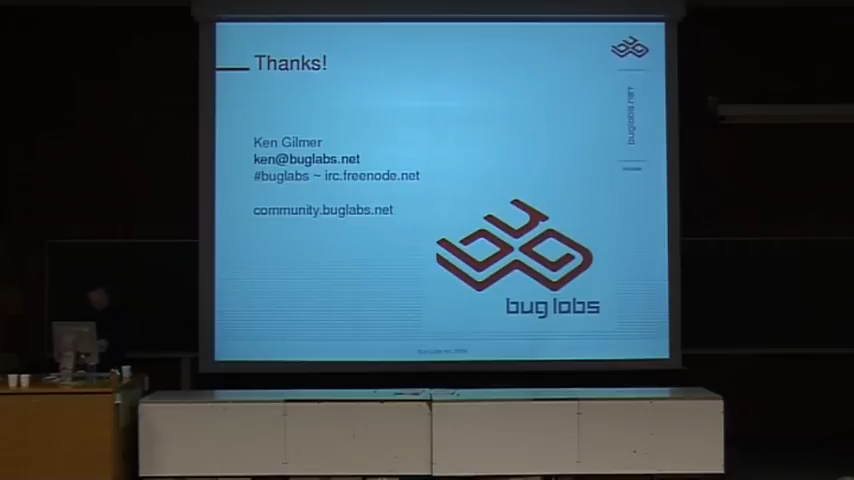 Thanks!
Ken Gilmer
ken@buglabs.net
#buglabs ~ irc.freenode.net
community.buglabs.net
bug labs
buglabs.net